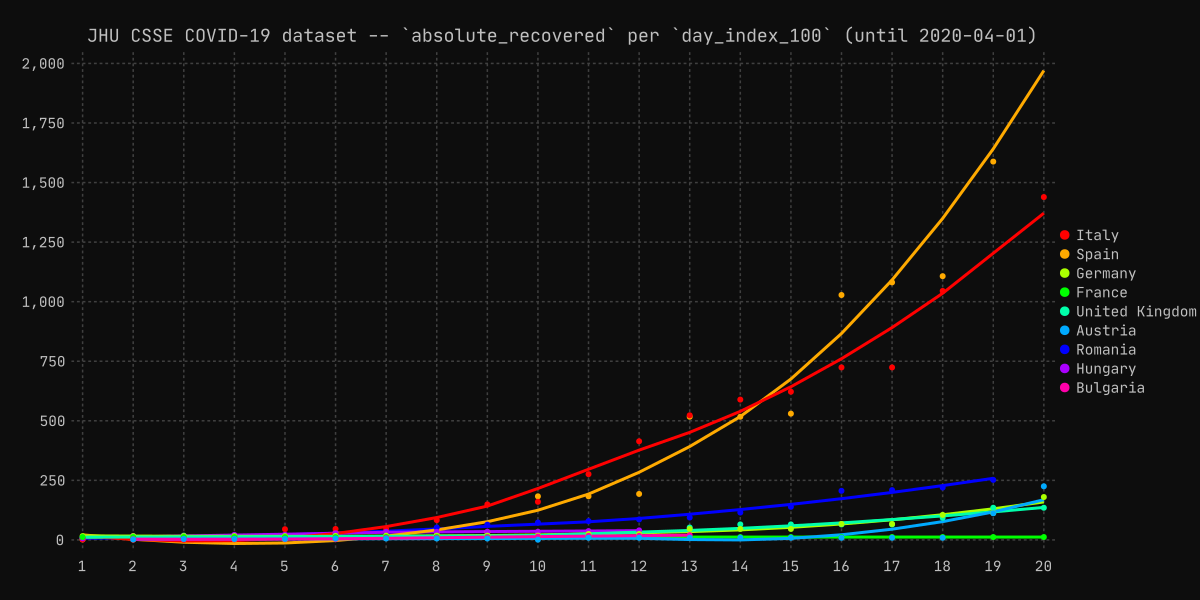 JHU CSSE COVID-19 dataset -- `absolute_recovered` per `day_index_100` (until 2020-04-01)
2,000
1,750
1,500
1,250
1,000
750
500
250
0
1 2 3 4 5 6 7 8 9 10 11 12 13 14 15 16 17 18 19 20
Italy
Spain
Germany
France
United Kingdom
Austria
Romania
Hungary
Bulgaria